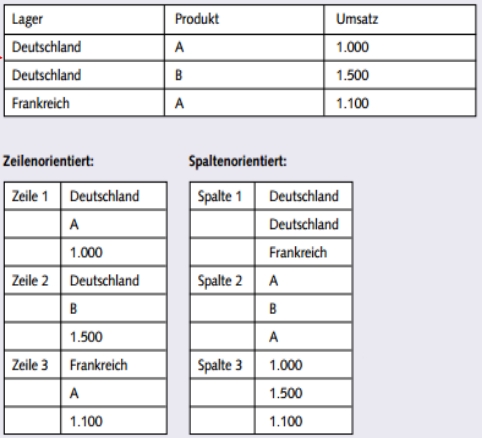 Lager Produkt Umsatz
Deutschland A 1.000
Deutschland B 1.500
Frankreich A 1.100
Zeilenorientiert:
Zeile 1 Deutschland
A
1.000
Zeile 2 Deutschland
B
1.500
Zeile 3 Frankreich
A
1.100
Spaltenorientiert:
Spalte 1 Deutschland
Deutschland
Frankreich
Spalte 2 A
B
A
Spalte 3 1.000
1.500
1.100